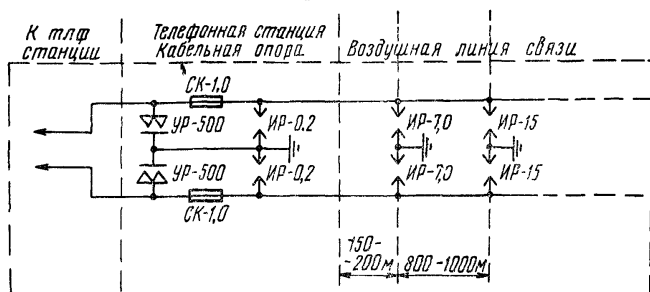 К тлф
станции
Телефонная станция
Кабельная опора
Воздушная линия связи
СК-1,0
УР-500
ИР-0,2
ИР-7,0
ИР-15
УР-500
ИР-0,2
ИР-7,0
ИР-15
СК-1,0
150-
-200м
800-1000м